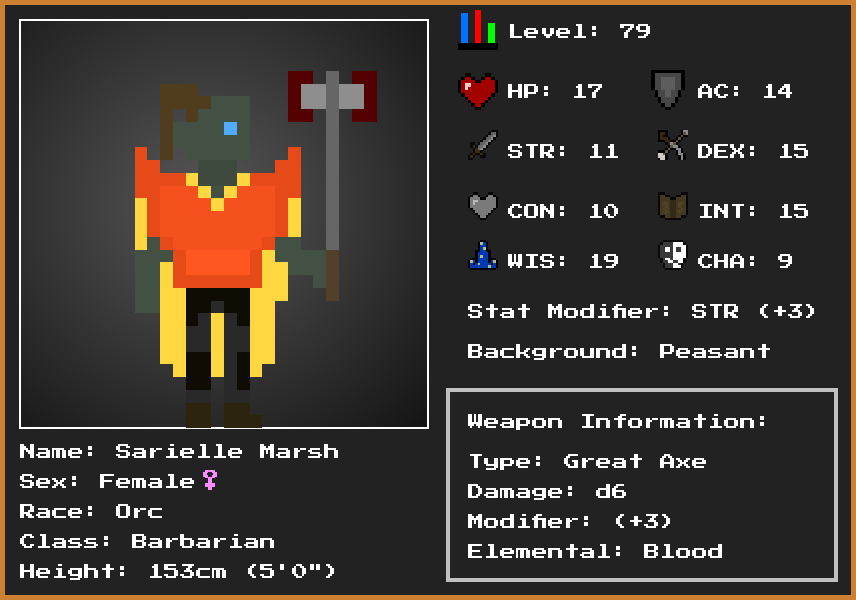 Level: 79
HP: 17
AC: 14
STR: 11
DEX: 15
CON: 10
INT: 15
WIS: 19
CHA: 9
Stat Modifier: STR (+3)
Background: Peasant
Weapon Information:
Type: Great Axe
Damage: d6
Modifier: (+3)
Elemental: Blood
Name: Sarielle Marsh
Sex: Female♀
Race: Orc
Class: Barbarian
Height: 153cm (5'0")